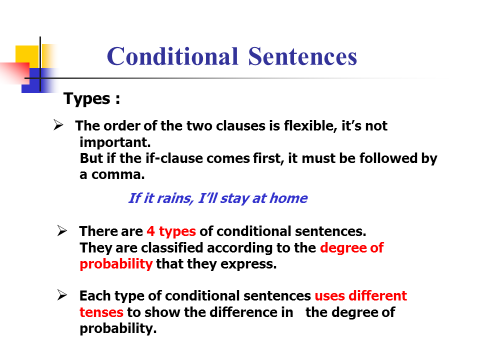 Conditional Sentences
Types :
➢ The order of the two clauses is flexible, it's not
important.
But if the if-clause comes first, it must be followed by
a comma.
If it rains, I'll stay at home
➢ There are 4 types of conditional sentences.
They are classified according to the degree of
probability that they express.
➢ Each type of conditional sentences uses different
tenses to show the difference in the degree of
probability.